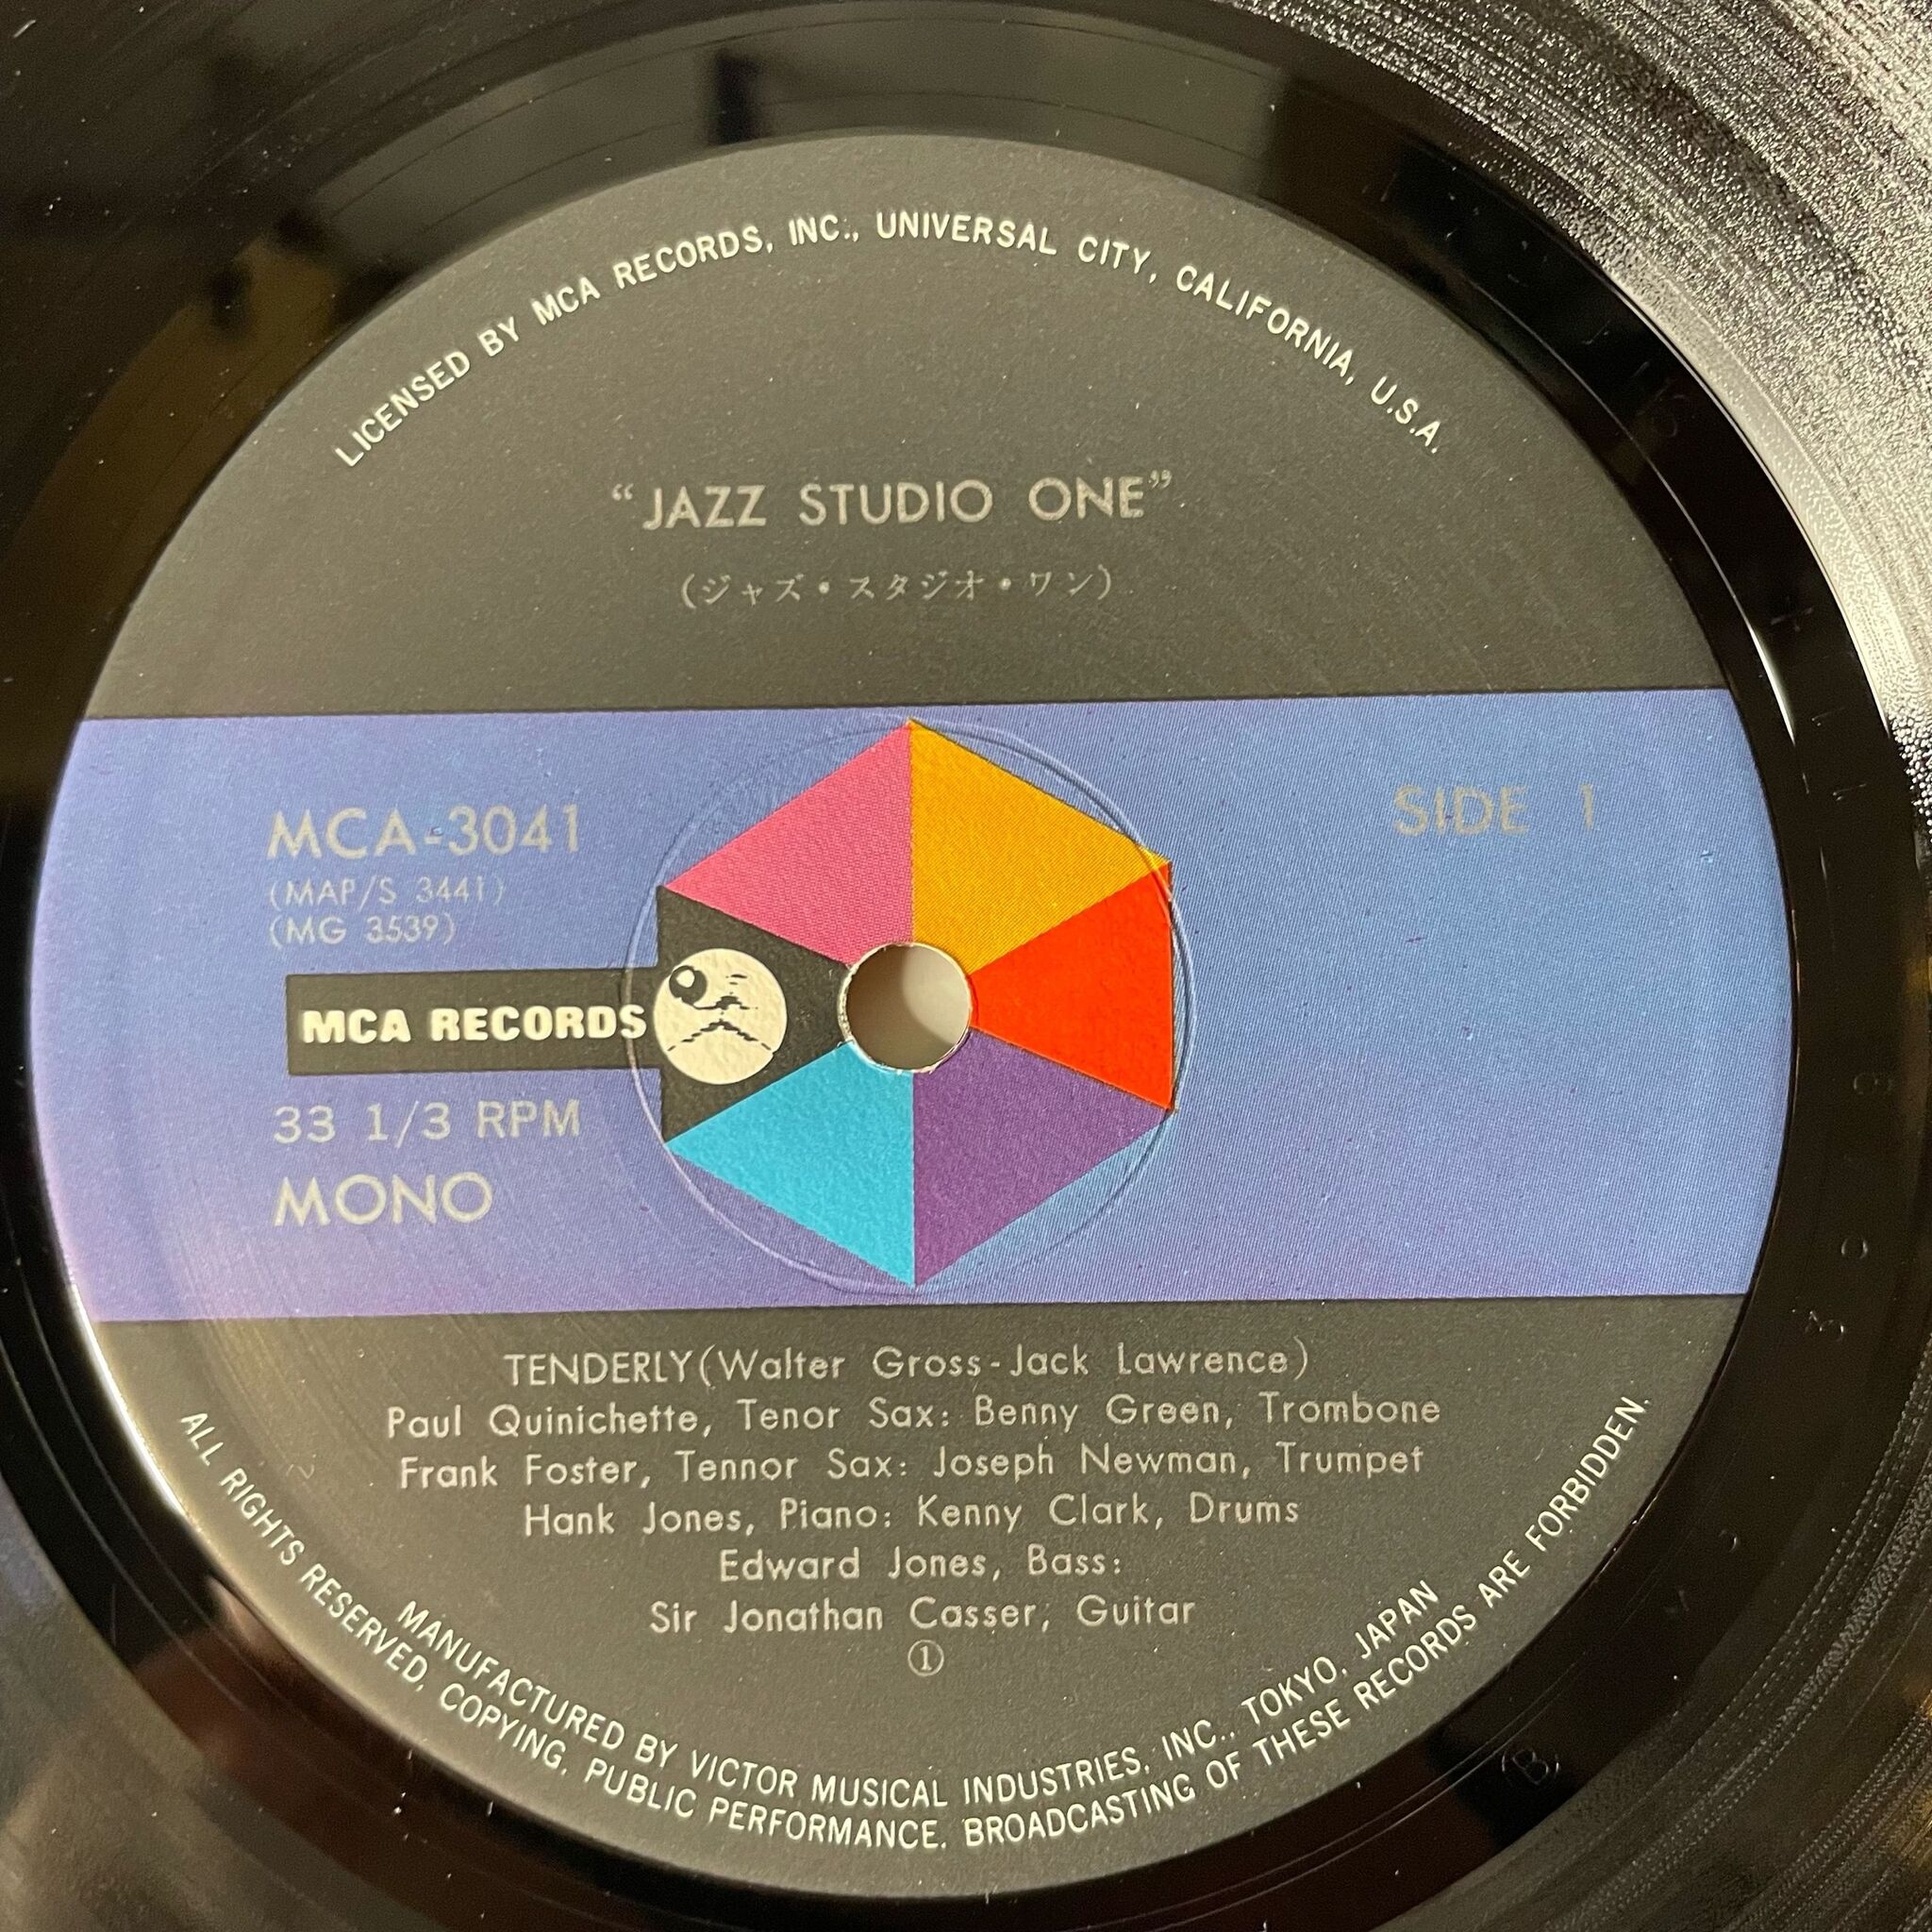 LICENSED BY MCA RECORDS, INC., UNIVERSAL CITY, CALIFORNIA, U.S.A.
“JAZZ STUDIO ONE”
(ジャズ・スタジオ・ワン)
MCA-3041
SIDE 1
(MAP/S 3441)
(MG 3539)
MCA RECORDS
33 1/3 RPM
MONO
TENDERLY(Walter Gross-Jack Lawrence)
Paul Quinichette, Tenor Sax: Benny Green, Trombone
Frank Foster, Tennor Sax: Joseph Newman, Trumpet
Hank Jones, Piano: Kenny Clark, Drums
Edward Jones, Bass:
Sir Jonathan Casser, Guitar
①
MANUFACTURED BY VICTOR MUSICAL INDUSTRIES, INC., TOKYO, JAPAN
ALL RIGHTS RESERVED, COPYING, PUBLIC PERFORMANCE, BROADCASTING OF THESE RECORDS ARE FORBIDDEN.